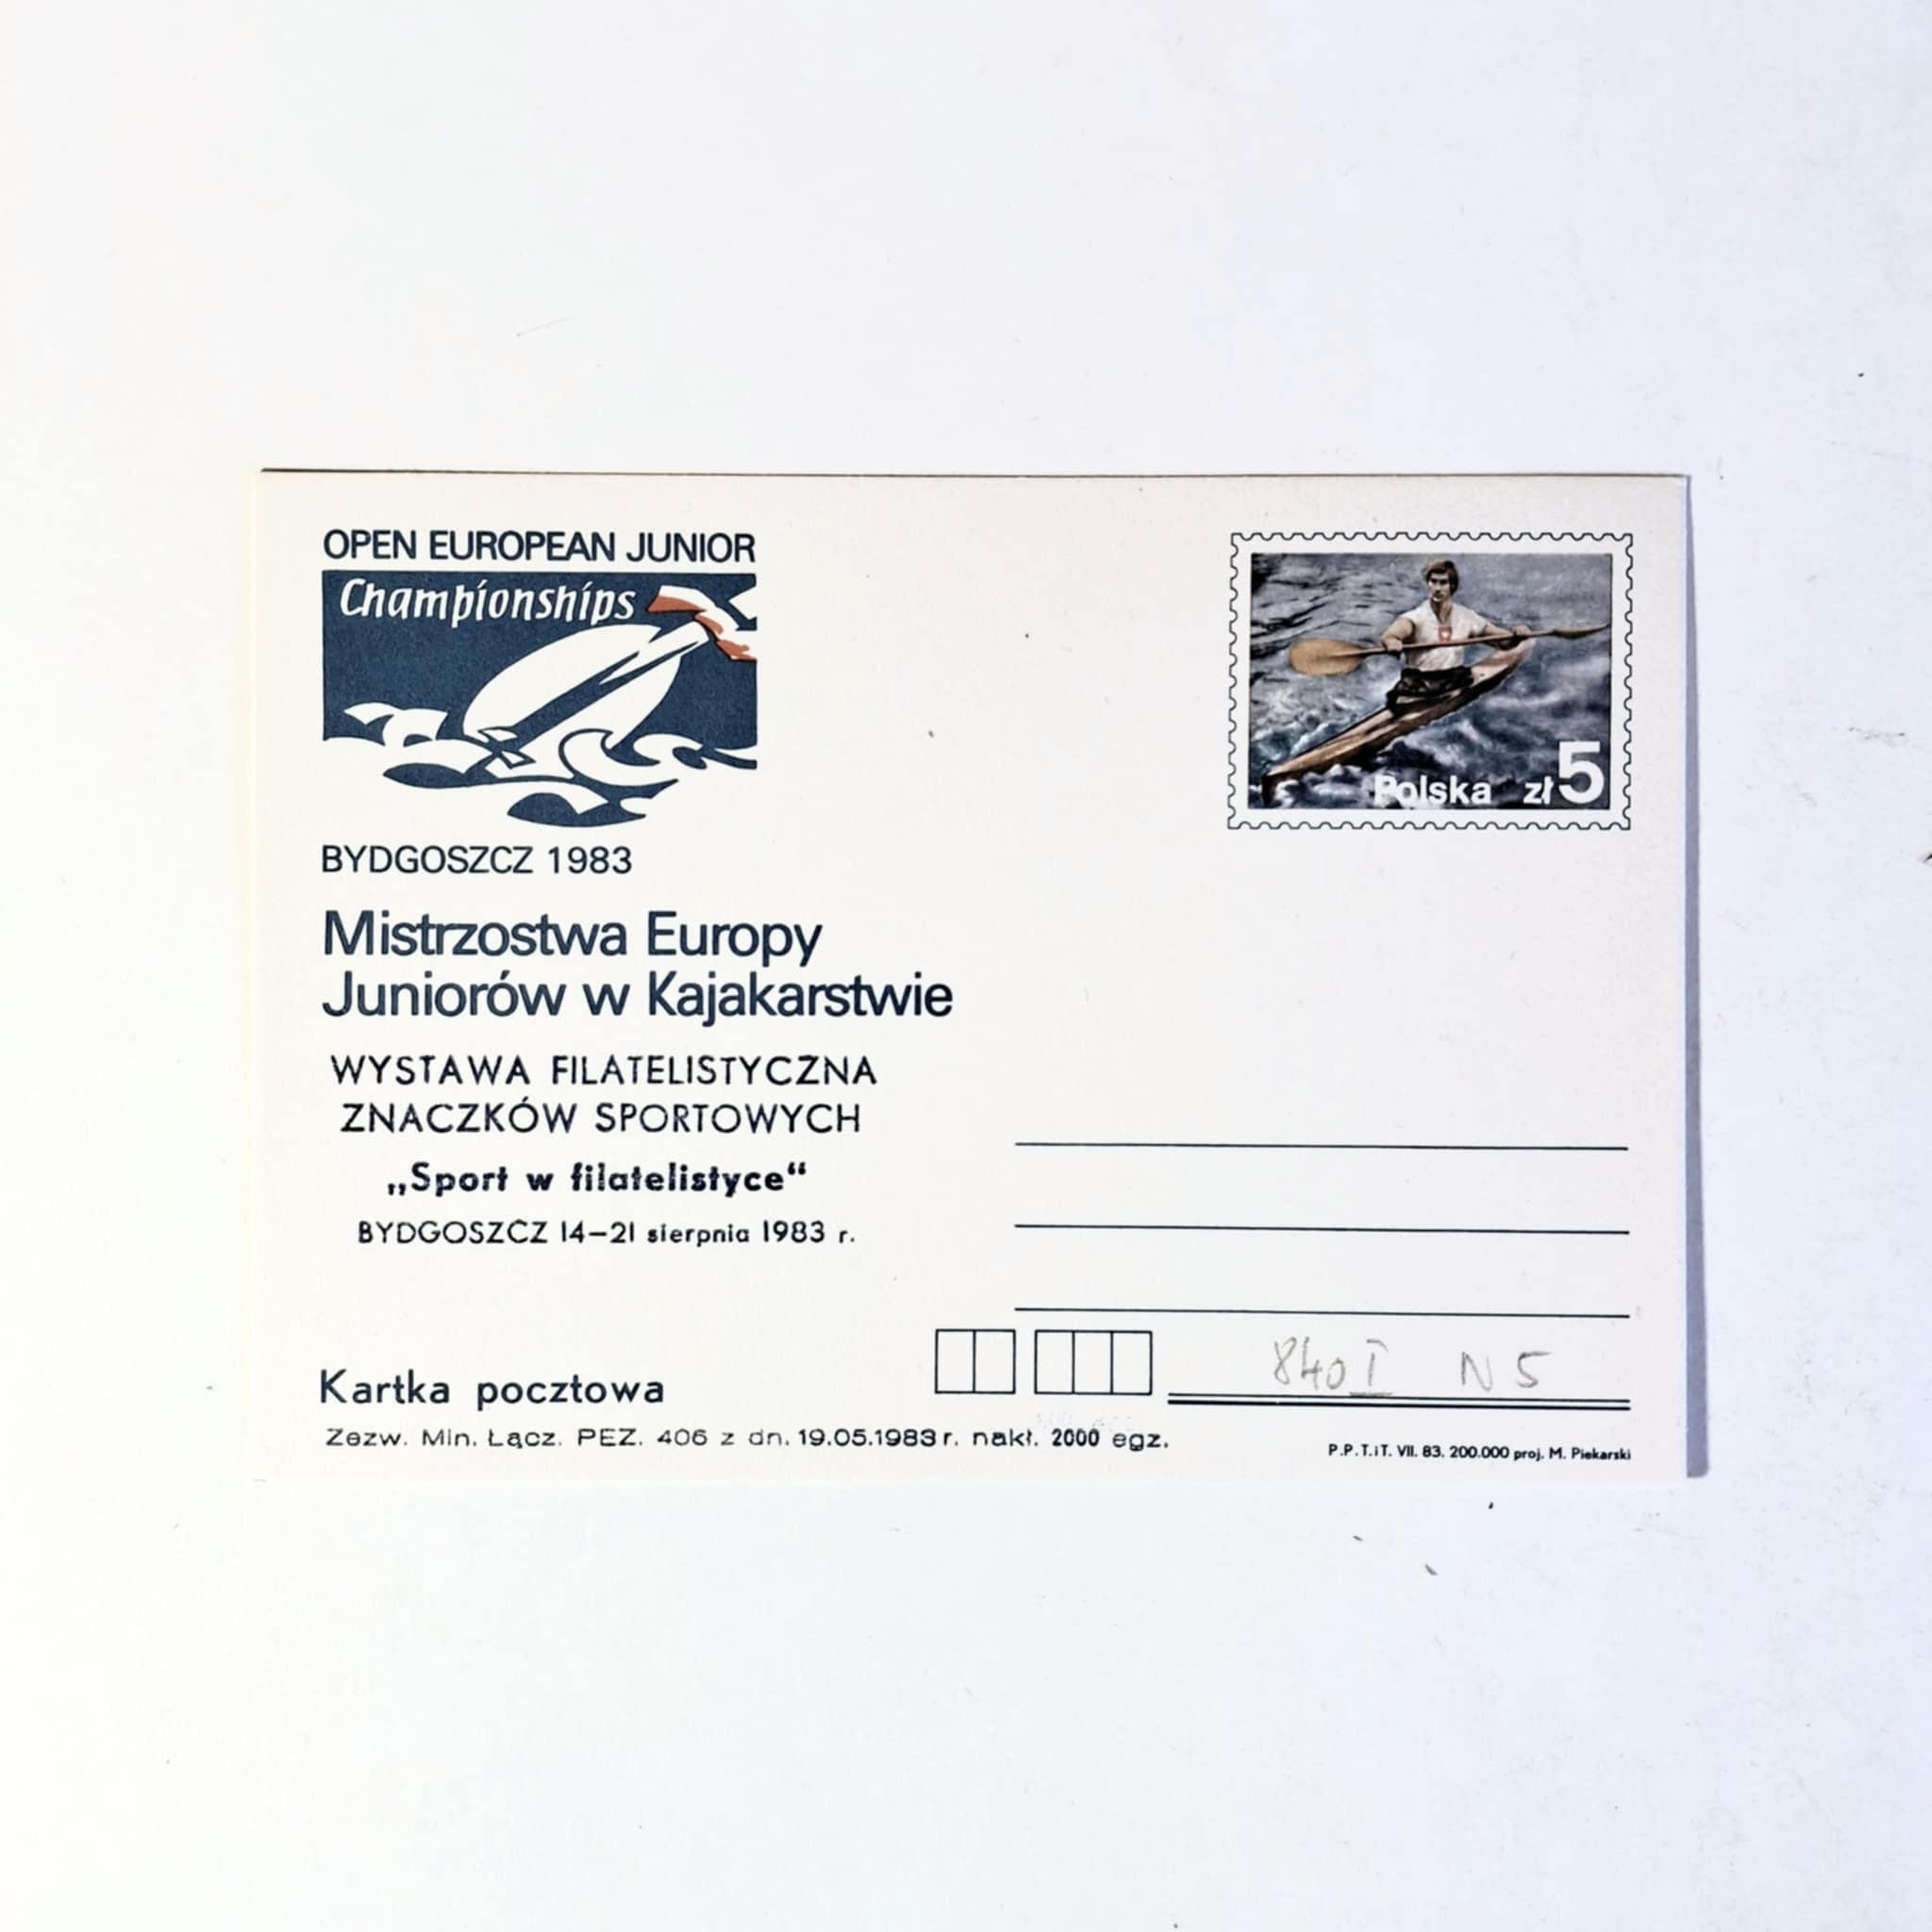 OPEN EUROPEAN JUNIOR
Championships
Polska zł 5
BYDGOSZCZ 1983
Mistrzostwa Europy
Juniorów w Kajakarstwie
WYSTAWA FILATELISTYCZNA
ZNACZKÓW SPORTOWYCH
„Sport w filatelistyce“
BYDGOSZCZ 14–21 sierpnia 1983 r.
840 I N 5
Kartka pocztowa
Zezw. Min. Łącz. PEZ. 406 z dn. 19.05.1983 r. nakł. 2000 egz.
P.P.T.iT. VII. 83. 200.000 proj. M. Piekarski